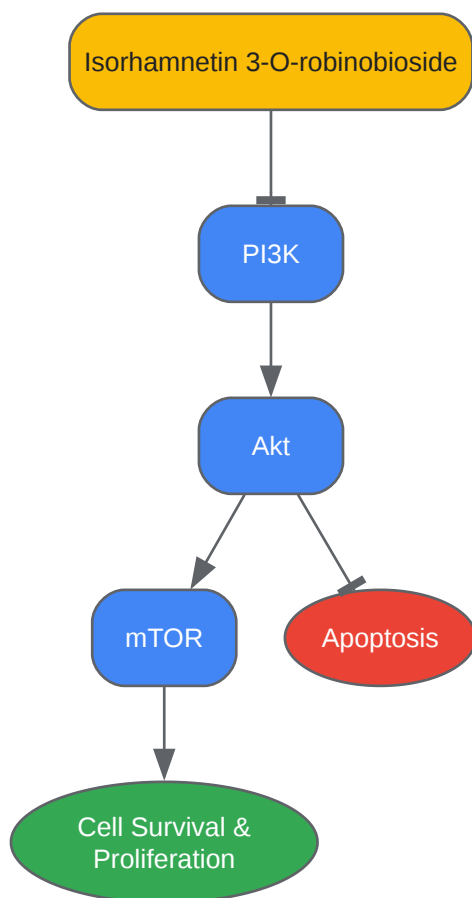 Isorhamnetin 3-O-robinobioside
PI3K
Akt
mTOR
Apoptosis
Cell Survival &
Proliferation